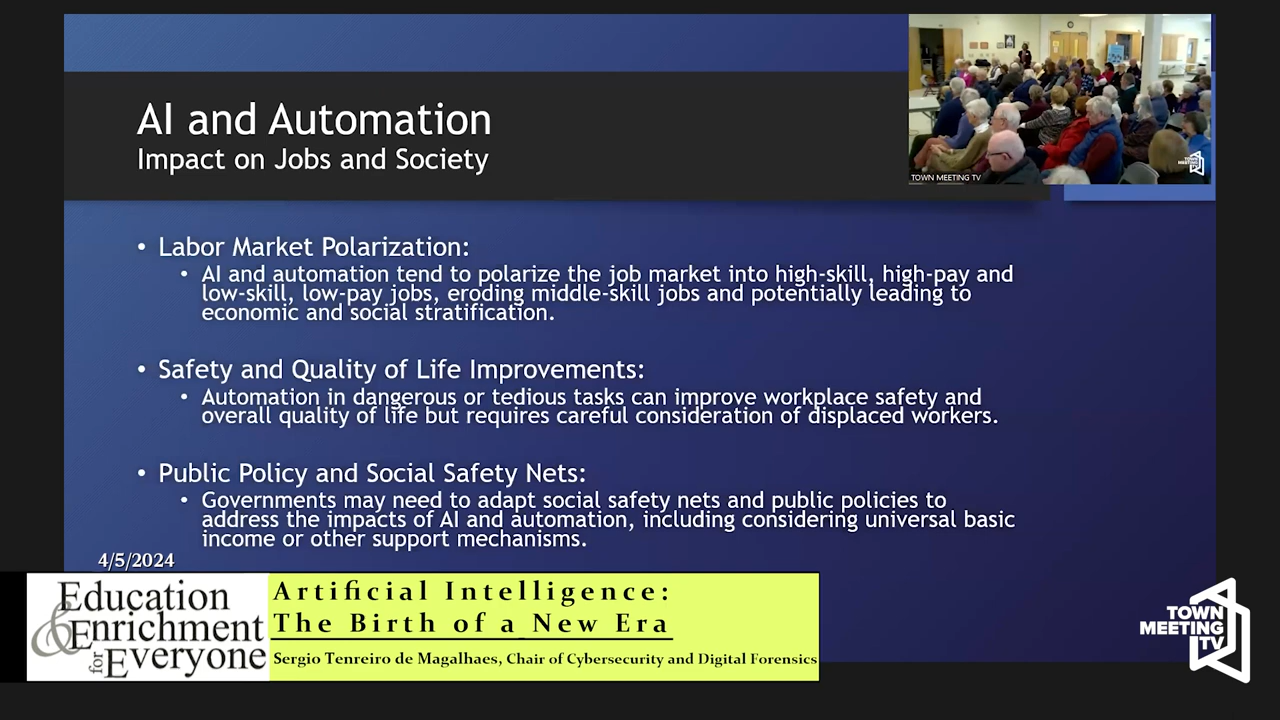 AI and Automation
Impact on Jobs and Society
TOWN MEETING TV
TOWN
MEETING
TV
• Labor Market Polarization:
• AI and automation tend to polarize the job market into high-skill, high-pay and
low-skill, low-pay jobs, eroding middle-skill jobs and potentially leading to
economic and social stratification.
• Safety and Quality of Life Improvements:
• Automation in dangerous or tedious tasks can improve workplace safety and
overall quality of life but requires careful consideration of displaced workers.
• Public Policy and Social Safety Nets:
• Governments may need to adapt social safety nets and public policies to
address the impacts of AI and automation, including considering universal basic
income or other support mechanisms.
4/5/2024
Education
& Enrichment
for Everyone
Artificial Intelligence:
The Birth of a New Era
Sergio Tenreiro de Magalhaes, Chair of Cybersecurity and Digital Forensics
TOWN
MEETING
TV